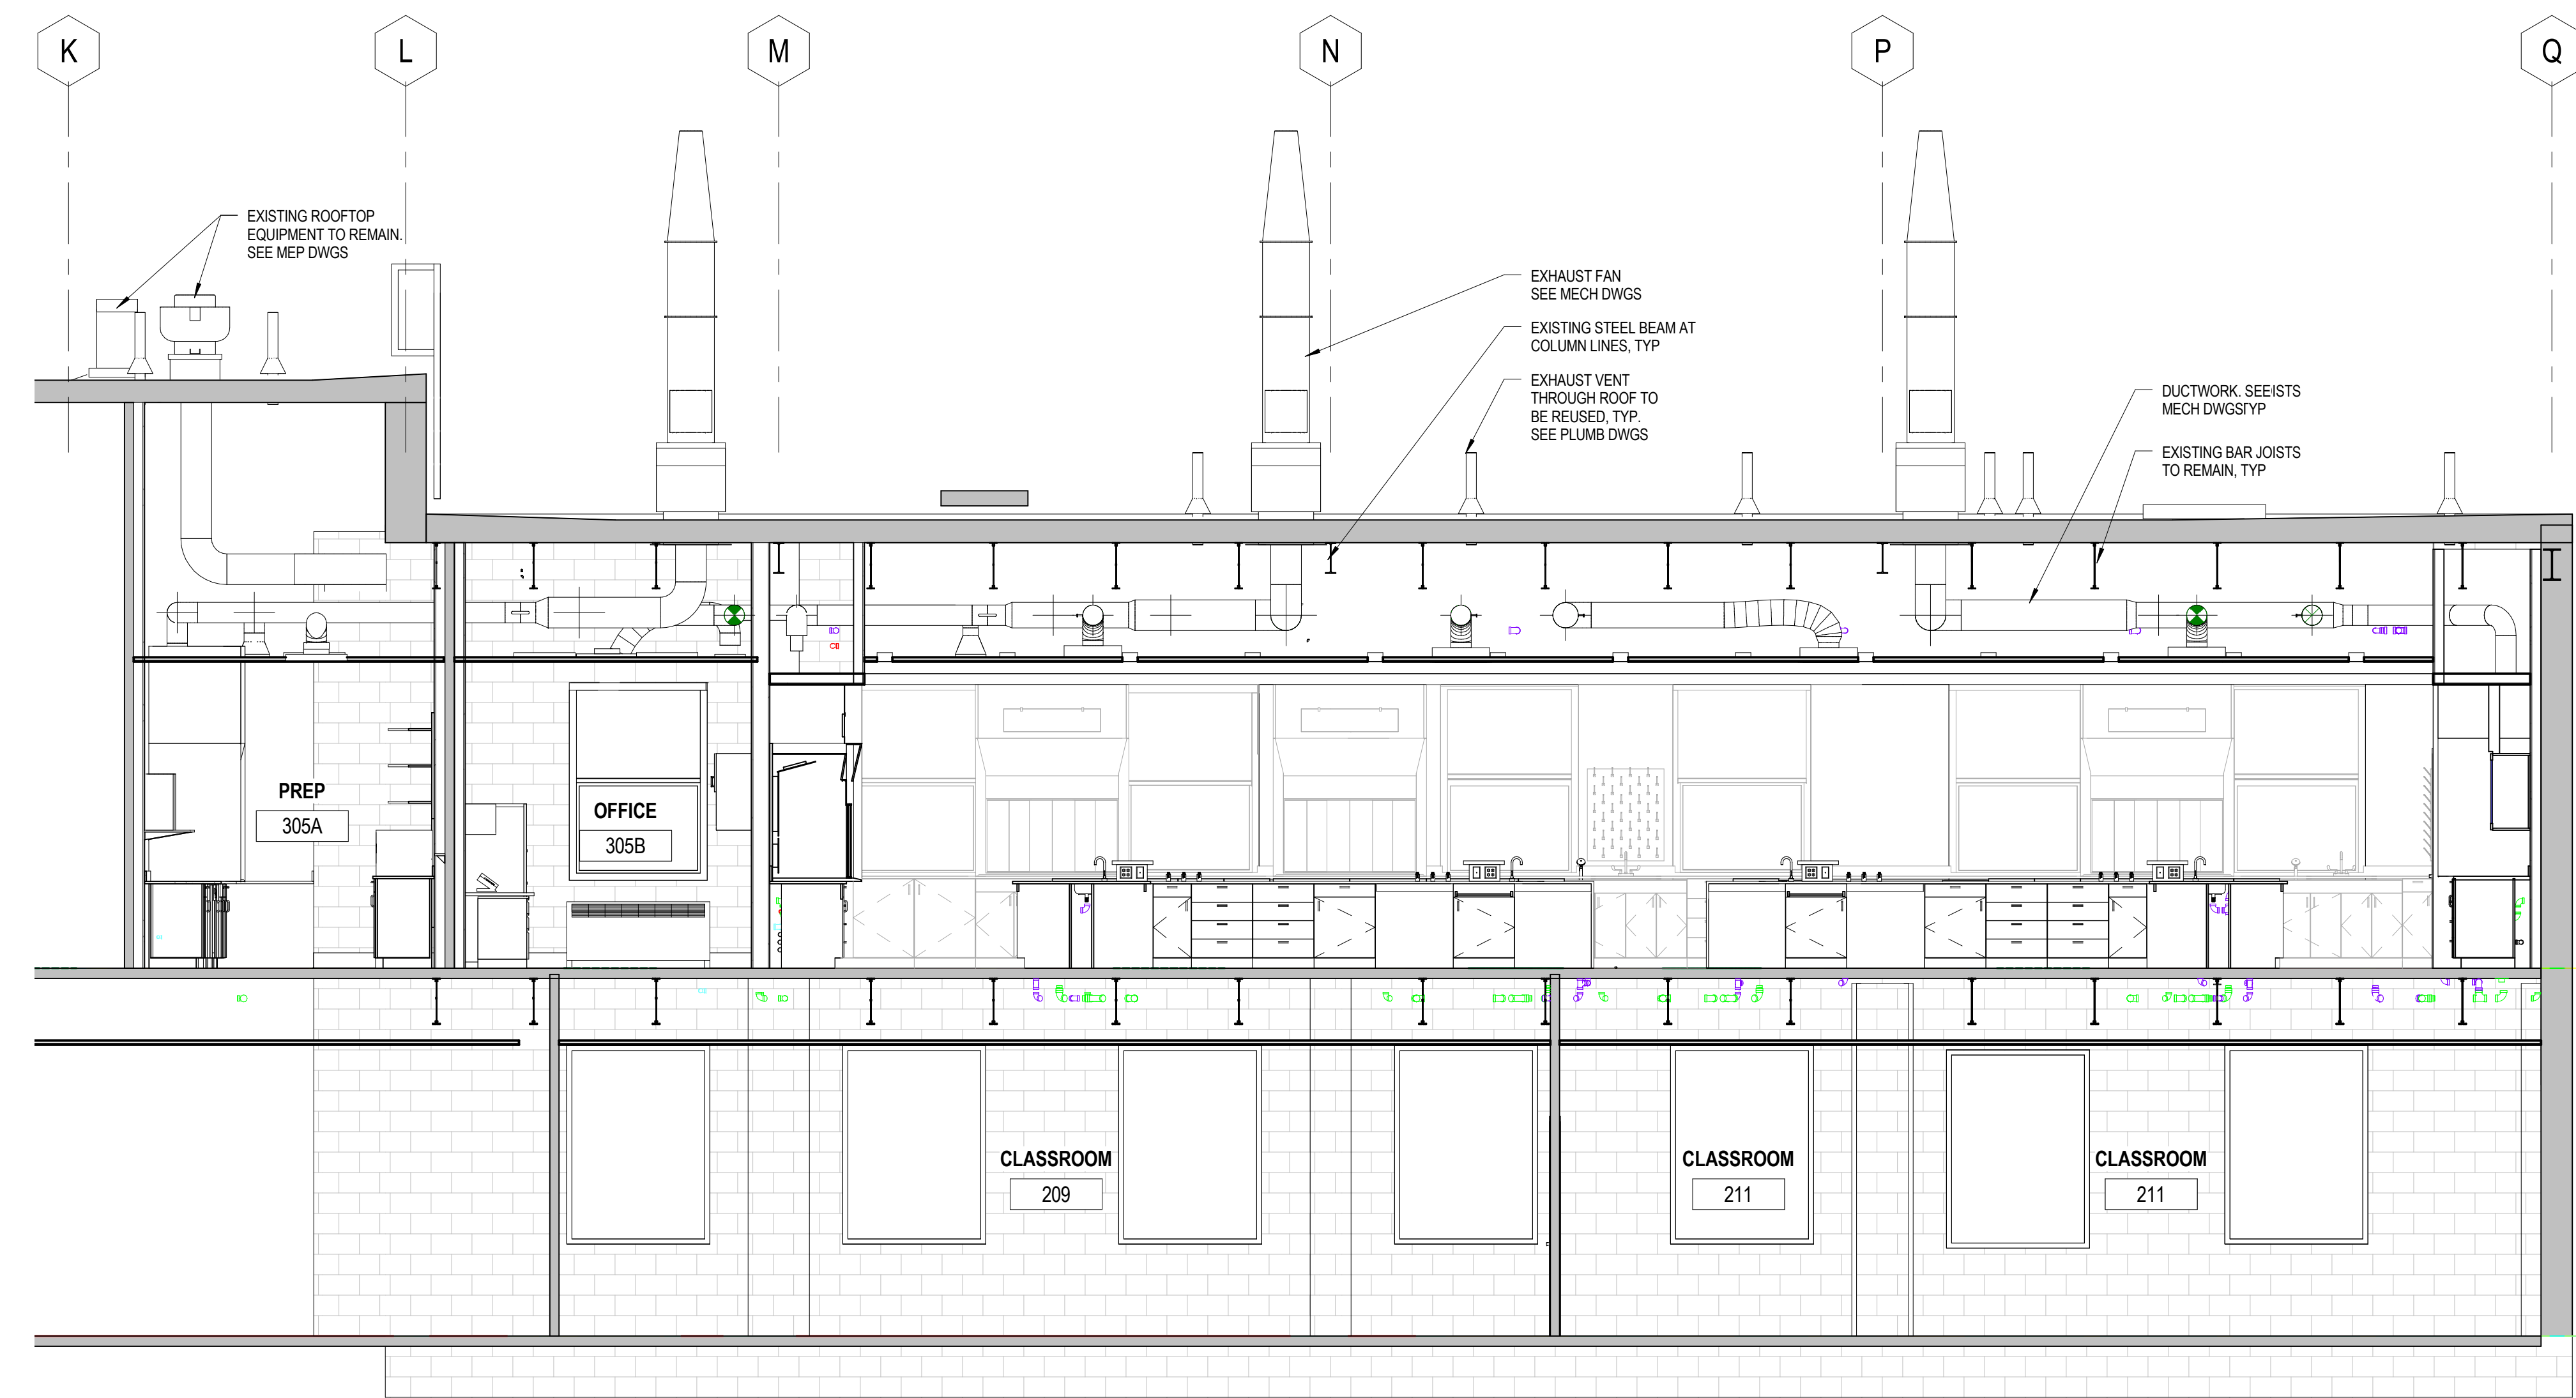 K
L
M
N
P
Q
EXISTING ROOFTOP
EQUIPMENT TO REMAIN.
SEE MEP DWGS
EXHAUST FAN
SEE MECH DWGS
EXISTING STEEL BEAM AT
COLUMN LINES, TYP
EXHAUST VENT
THROUGH ROOF TO
BE REUSED, TYP.
SEE PLUMB DWGS
DUCTWORK. SEE
MECH DWGS
EXISTING BAR JOISTS
TO REMAIN, TYP
PREP
305A
OFFICE
305B
CLASSROOM
209
CLASSROOM
211
CLASSROOM
211